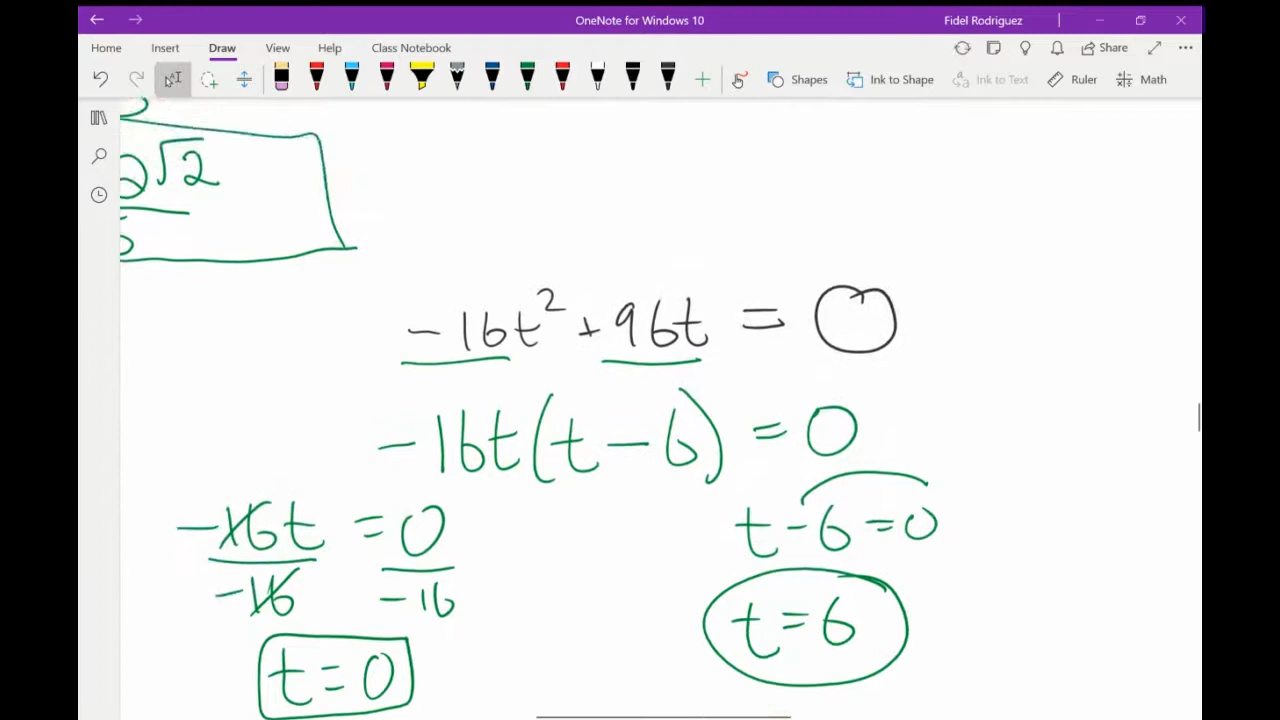 OneNote for Windows 10
Fidel Rodriguez
Home Insert Draw View Help Class Notebook
Share
Shapes Ink to Shape Ink to Text Ruler Math
2√2
-16t² + 96t = 0
-16t(t - 6) = 0
-16t = 0
-16 -16
t = 0
t - 6 = 0
t = 6